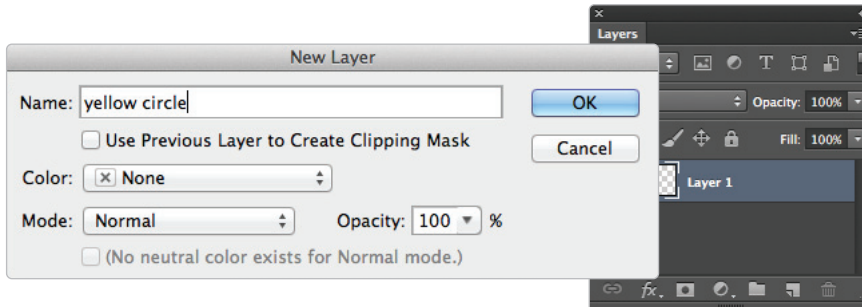 Layers
New Layer
Name: yellow circle OK
Use Previous Layer to Create Clipping Mask
Cancel
Color: None
Mode: Normal Opacity: 100 %
(No neutral color exists for Normal mode.)
T
Opacity: 100%
Fill: 100%
Layer 1
fx